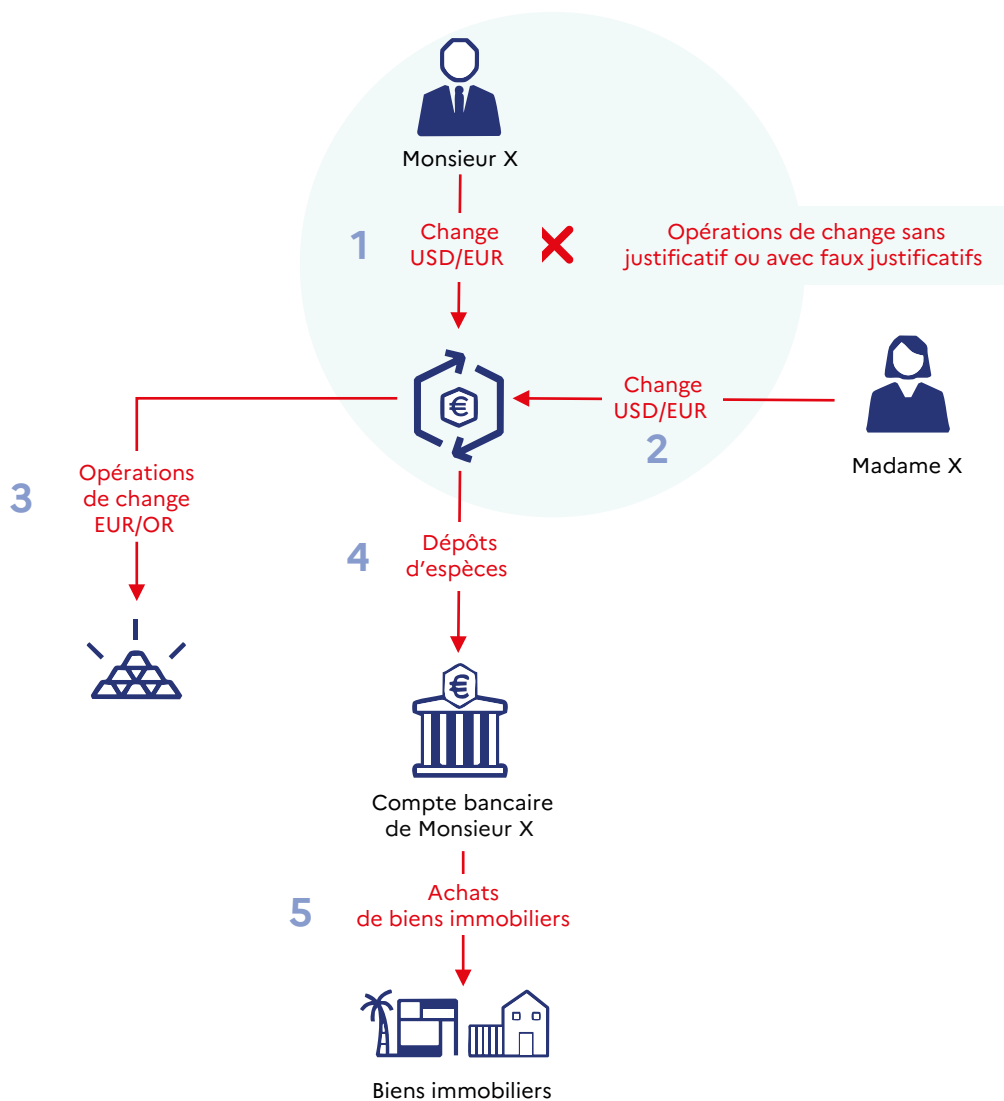 Monsieur X
1
Change
USD/EUR
Opérations de change sans
justificatif ou avec faux justificatifs
€
Change
USD/EUR
2
Madame X
3
Opérations
de change
EUR/OR
4
Dépôts
d’espèces
€
Compte bancaire
de Monsieur X
5
Achats
de biens immobiliers
Biens immobiliers